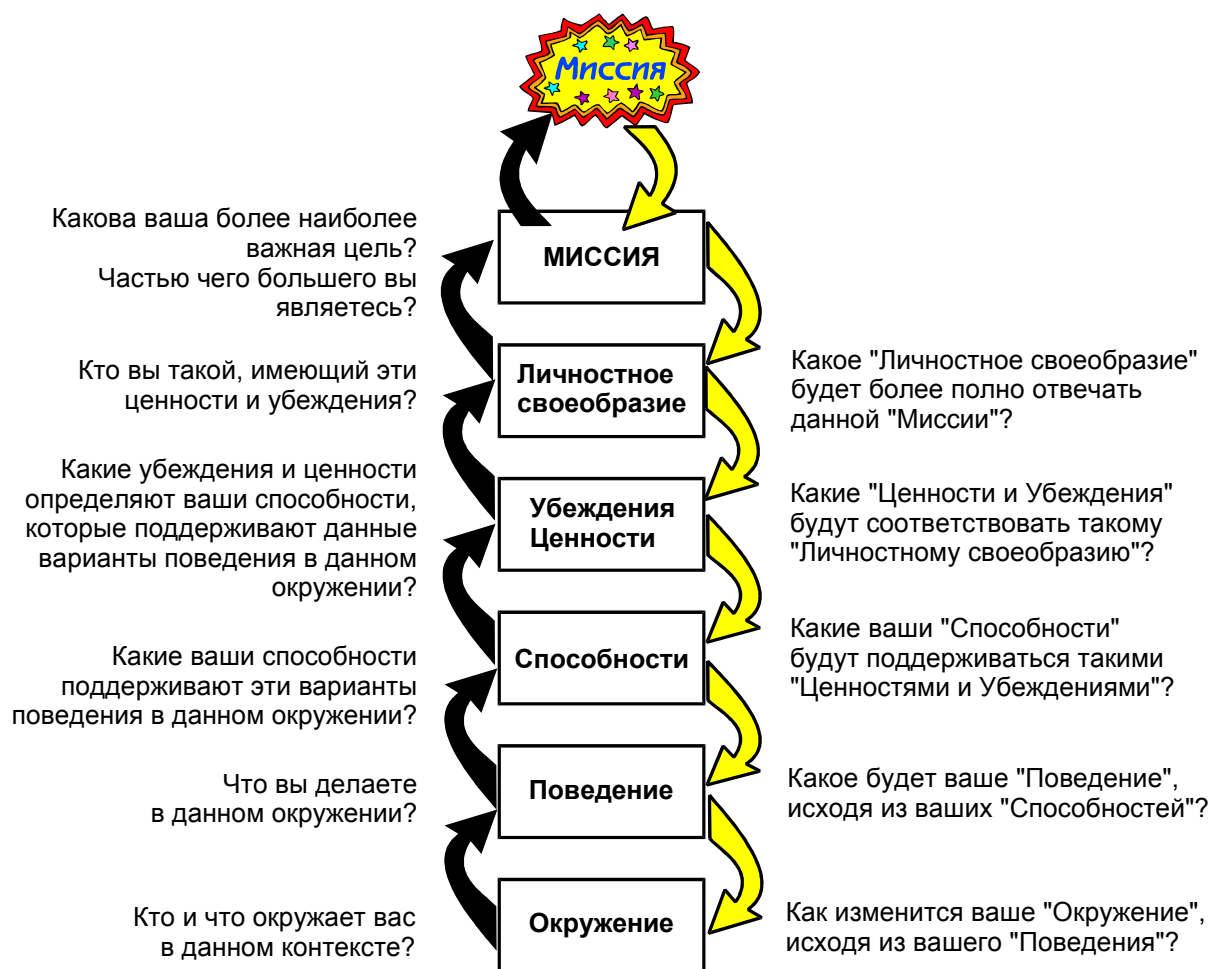 Миссия
Какова ваша более наиболее
важная цель?
Частью чего большего вы
являетесь?
МИССИЯ
Кто вы такой, имеющий эти
ценности и убеждения?
Личностное
своеобразие
Какое "Личностное своеобразие"
будет более полно отвечать
данной "Миссии"?
Какие убеждения и ценности
определяют ваши способности,
которые поддерживают данные
варианты поведения в данном
окружении?
Убеждения
Ценности
Какие "Ценности и Убеждения"
будут соответствовать такому
"Личностному своеобразию"?
Какие ваши способности
поддерживают эти варианты
поведения в данном окружении?
Способности
Какие ваши "Способности"
будут поддерживаться такими
"Ценностями и Убеждениями"?
Что вы делаете
в данном окружении?
Поведение
Какое будет ваше "Поведение",
исходя из ваших "Способностей"?
Кто и что окружает вас
в данном контексте?
Окружение
Как изменится ваше "Окружение",
исходя из вашего "Поведения"?